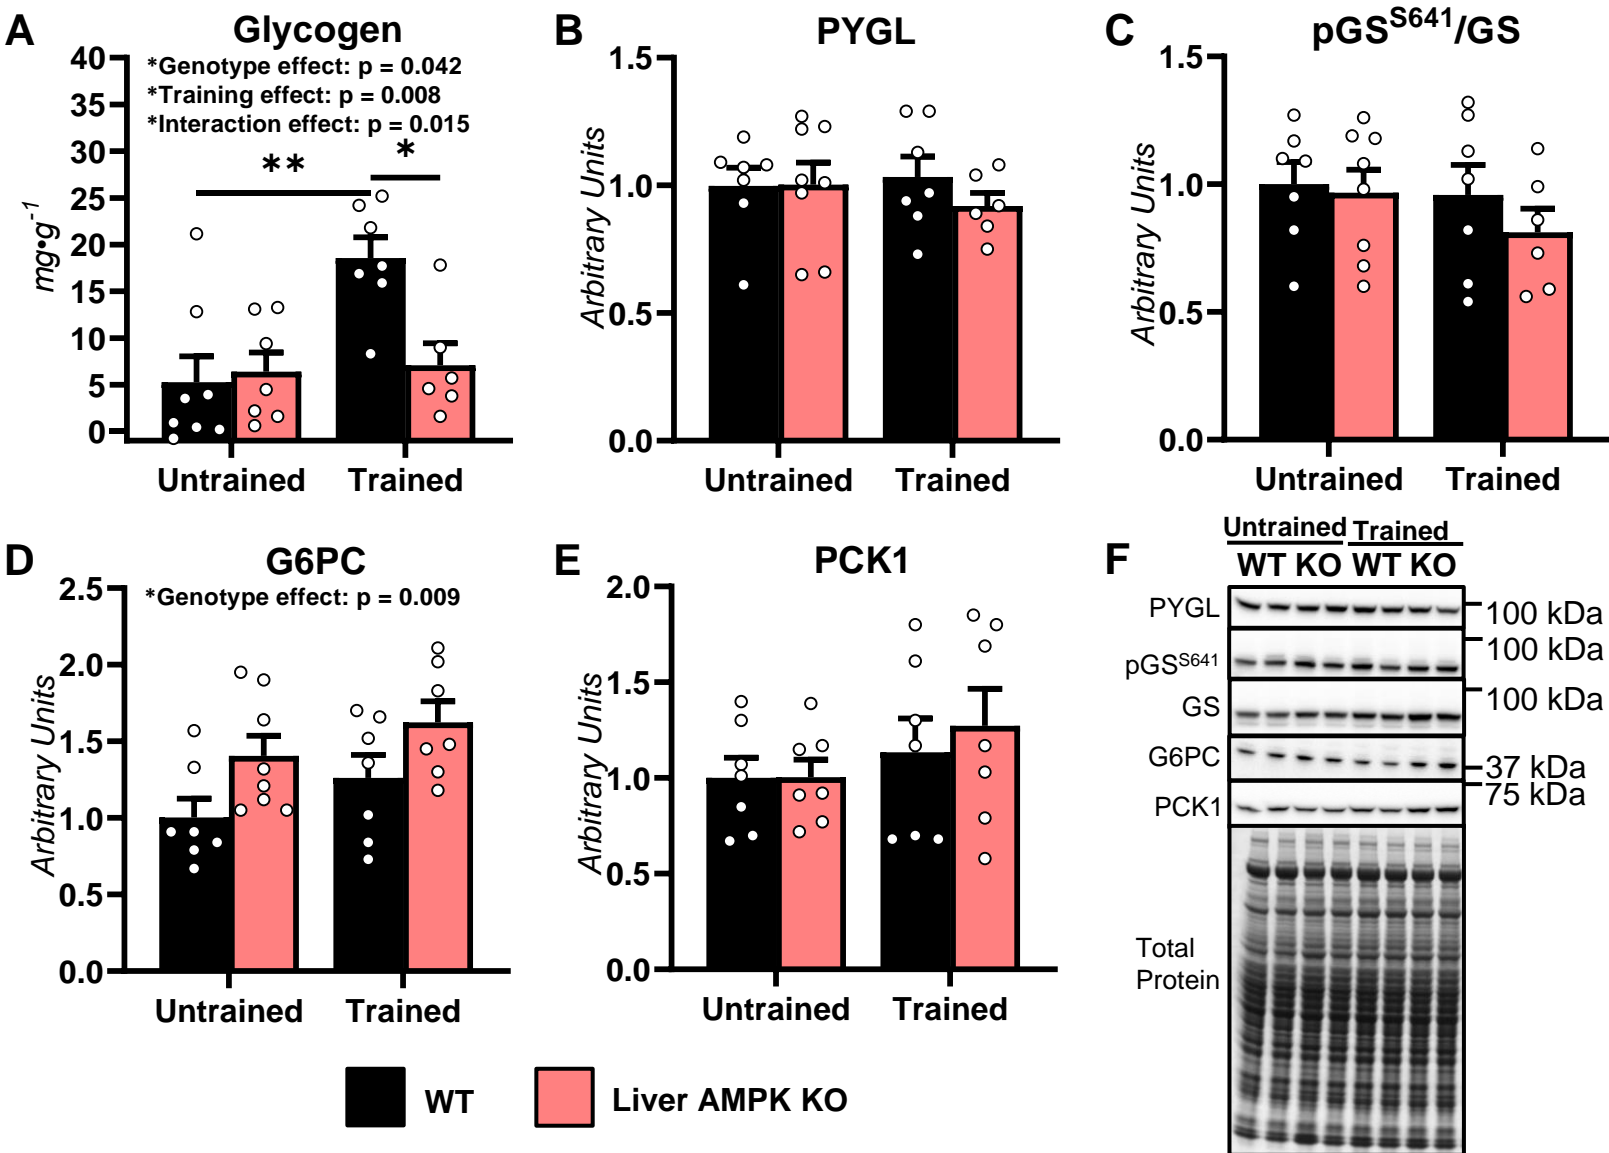 A
Glycogen
*Genotype effect: p = 0.042
*Training effect: p = 0.008
*Interaction effect: p = 0.015
**
*
mg•g-1
40
35
30
25
20
15
10
5
0
Untrained
Trained
B
PYGL
Arbitrary Units
1.5
1.0
0.5
0.0
Untrained
Trained
C
pGSS641/GS
Arbitrary Units
1.5
1.0
0.5
0.0
Untrained
Trained
D
G6PC
*Genotype effect: p = 0.009
Arbitrary Units
2.5
2.0
1.5
1.0
0.5
0.0
Untrained
Trained
E
PCK1
Arbitrary Units
2.0
1.5
1.0
0.5
0.0
Untrained
Trained
F
Untrained Trained
WT KO WT KO
PYGL 100 kDa
pGSS641 100 kDa
GS 100 kDa
G6PC 37 kDa
PCK1 75 kDa
Total
Protein
WT
Liver AMPK KO